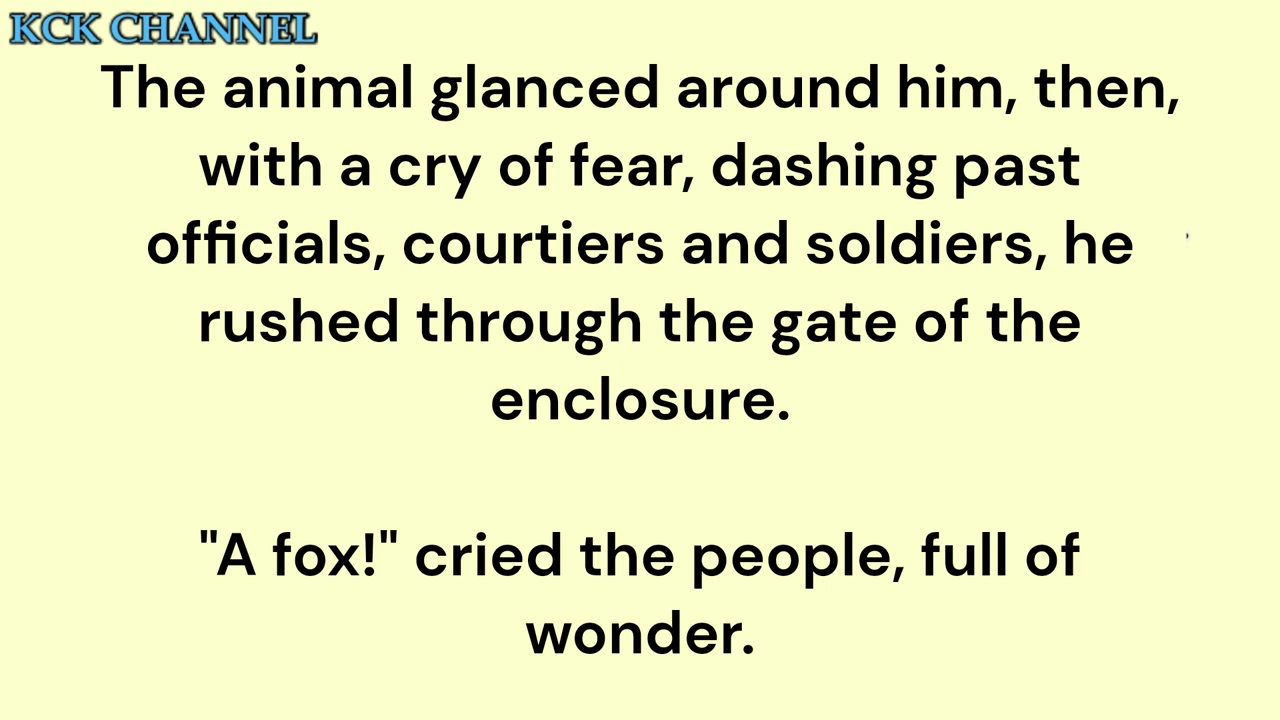 KCK CHANNEL
The animal glanced around him, then,
with a cry of fear, dashing past
officials, courtiers and soldiers, he
rushed through the gate of the
enclosure.
"A fox!" cried the people, full of
wonder.